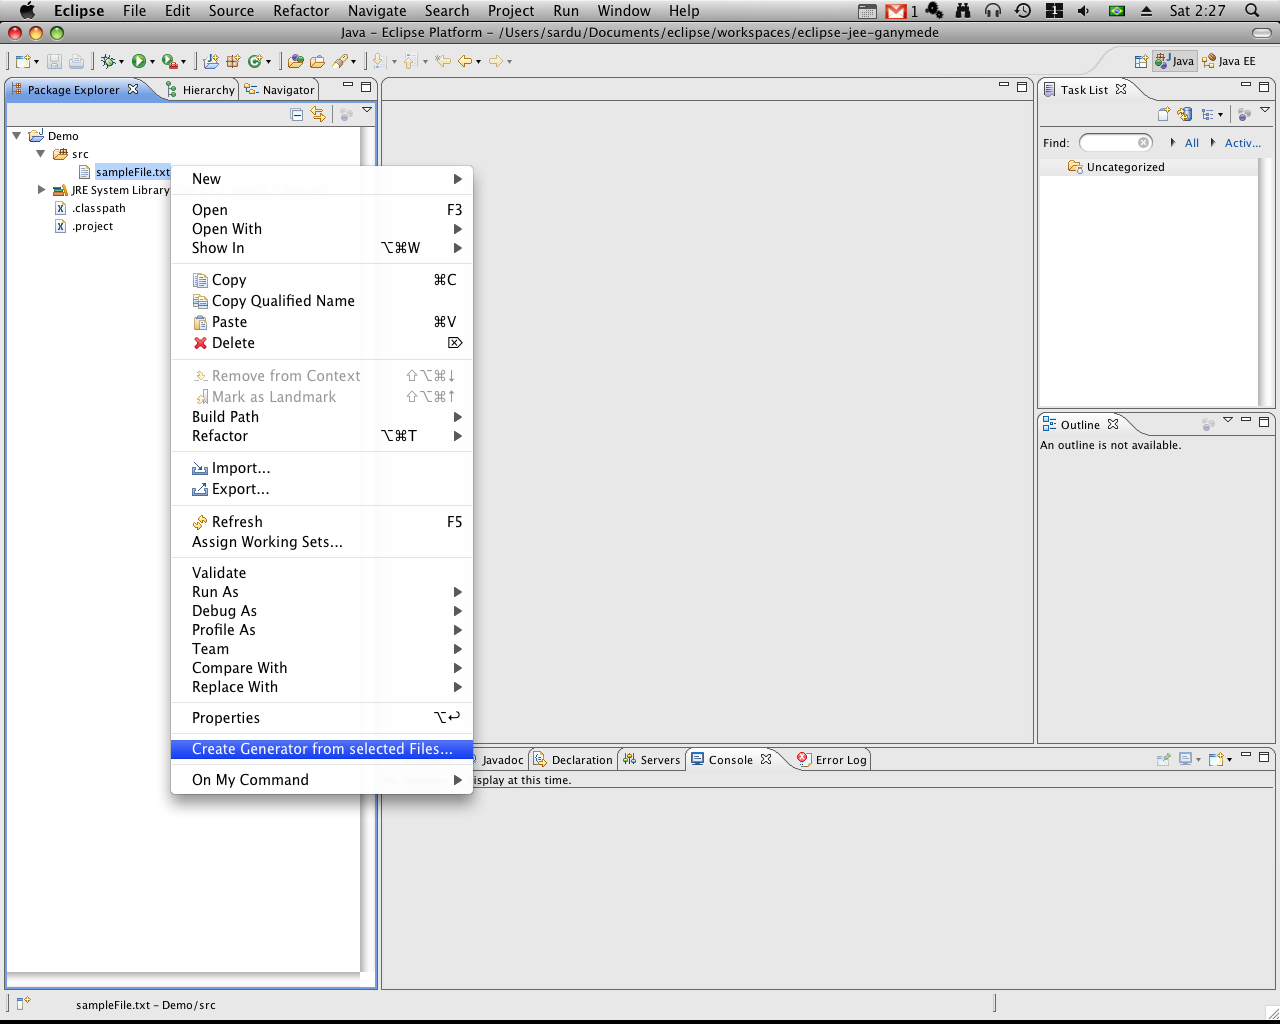 Eclipse File Edit Source Refactor Navigate Search Project Run Window Help 1 Sat 2:27
Java – Eclipse Platform – /Users/sardu/Documents/eclipse/workspaces/eclipse-jee-ganymede
Java Java EE
Package Explorer Hierarchy Navigator
Task List
Find: All Activ...
Uncategorized
Demo
src
sampleFile.txt
JRE System Library
.classpath
.project
New
Open F3
Open With
Show In ⌥⌘W
Copy ⌘C
Copy Qualified Name
Paste ⌘V
Delete ⌦
Remove from Context ⇧⌥⌘↓
Mark as Landmark ⇧⌥⌘↑
Build Path
Refactor ⌥⌘T
Import...
Export...
Refresh F5
Assign Working Sets...
Validate
Run As
Debug As
Profile As
Team
Compare With
Replace With
Properties ⌥↩
Create Generator from selected Files...
On My Command
Outline
An outline is not available.
Javadoc Declaration Servers Console Error Log
display at this time.
sampleFile.txt – Demo/src